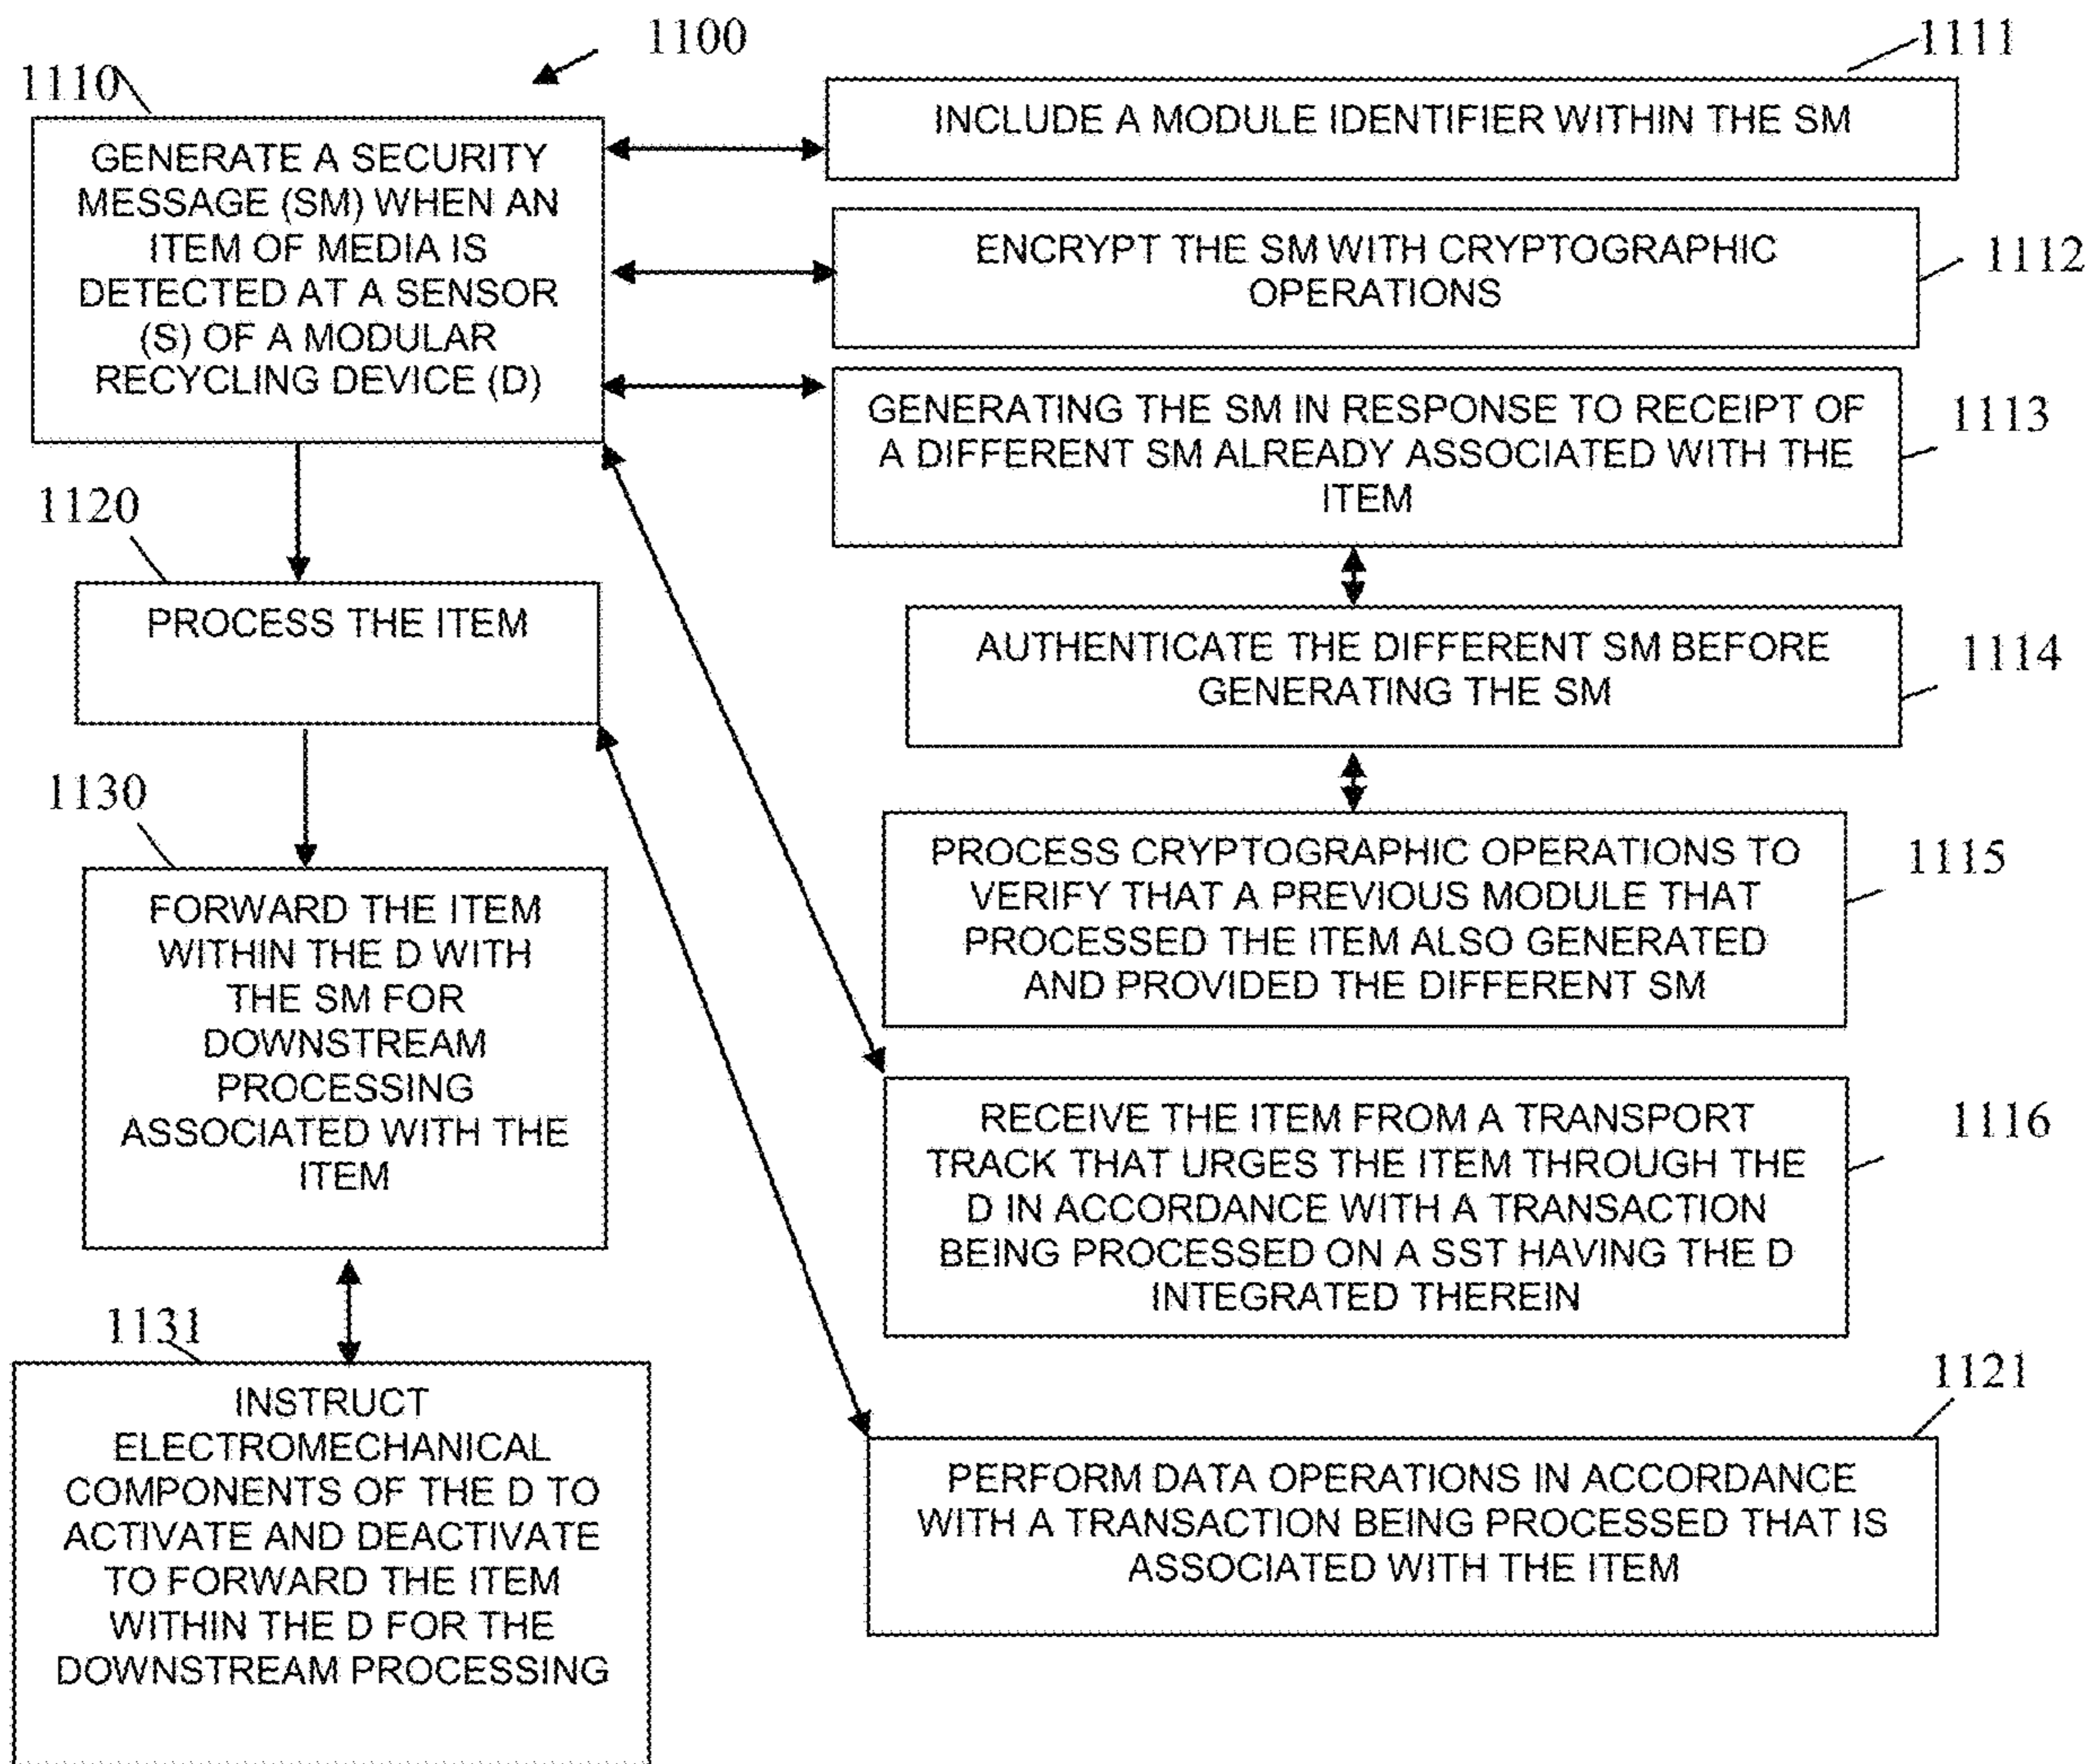 1100
1110
GENERATE A SECURITY
MESSAGE (SM) WHEN AN
ITEM OF MEDIA IS
DETECTED AT A SENSOR
(S) OF A MODULAR
RECYCLING DEVICE (D)
1111
INCLUDE A MODULE IDENTIFIER WITHIN THE SM
1112
ENCRYPT THE SM WITH CRYPTOGRAPHIC
OPERATIONS
1113
GENERATING THE SM IN RESPONSE TO RECEIPT OF
A DIFFERENT SM ALREADY ASSOCIATED WITH THE
ITEM
1114
AUTHENTICATE THE DIFFERENT SM BEFORE
GENERATING THE SM
1115
PROCESS CRYPTOGRAPHIC OPERATIONS TO
VERIFY THAT A PREVIOUS MODULE THAT
PROCESSED THE ITEM ALSO GENERATED
AND PROVIDED THE DIFFERENT SM
1116
RECEIVE THE ITEM FROM A TRANSPORT
TRACK THAT URGES THE ITEM THROUGH THE
D IN ACCORDANCE WITH A TRANSACTION
BEING PROCESSED ON A SST HAVING THE D
INTEGRATED THEREIN
1120
PROCESS THE ITEM
1121
PERFORM DATA OPERATIONS IN ACCORDANCE
WITH A TRANSACTION BEING PROCESSED THAT IS
ASSOCIATED WITH THE ITEM
1130
FORWARD THE ITEM
WITHIN THE D WITH
THE SM FOR
DOWNSTREAM
PROCESSING
ASSOCIATED WITH THE
ITEM
1131
INSTRUCT
ELECTROMECHANICAL
COMPONENTS OF THE D TO
ACTIVATE AND DEACTIVATE
TO FORWARD THE ITEM
WITHIN THE D FOR THE
DOWNSTREAM PROCESSING